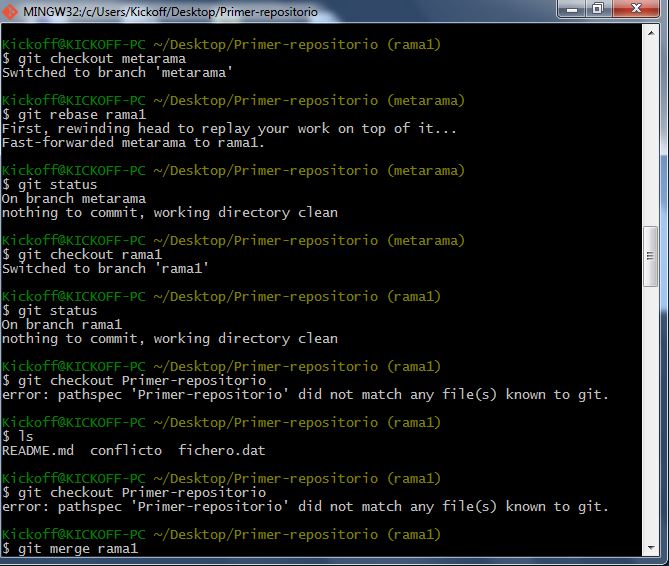 MINGW32:/c/Users/Kickoff/Desktop/Primer-repositorio
Kickoff@KICKOFF-PC ~/Desktop/Primer-repositorio (rama1)
$ git checkout metarama
Switched to branch 'metarama'
Kickoff@KICKOFF-PC ~/Desktop/Primer-repositorio (metarama)
$ git rebase rama1
First, rewinding head to replay your work on top of it...
Fast-forwarded metarama to rama1.
Kickoff@KICKOFF-PC ~/Desktop/Primer-repositorio (metarama)
$ git status
On branch metarama
nothing to commit, working directory clean
Kickoff@KICKOFF-PC ~/Desktop/Primer-repositorio (metarama)
$ git checkout rama1
Switched to branch 'rama1'
Kickoff@KICKOFF-PC ~/Desktop/Primer-repositorio (rama1)
$ git status
On branch rama1
nothing to commit, working directory clean
Kickoff@KICKOFF-PC ~/Desktop/Primer-repositorio (rama1)
$ git checkout Primer-repositorio
error: pathspec 'Primer-repositorio' did not match any file(s) known to git.
Kickoff@KICKOFF-PC ~/Desktop/Primer-repositorio (rama1)
$ ls
README.md  conflicto  fichero.dat
Kickoff@KICKOFF-PC ~/Desktop/Primer-repositorio (rama1)
$ git checkout Primer-repositorio
error: pathspec 'Primer-repositorio' did not match any file(s) known to git.
Kickoff@KICKOFF-PC ~/Desktop/Primer-repositorio (rama1)
$ git merge rama1